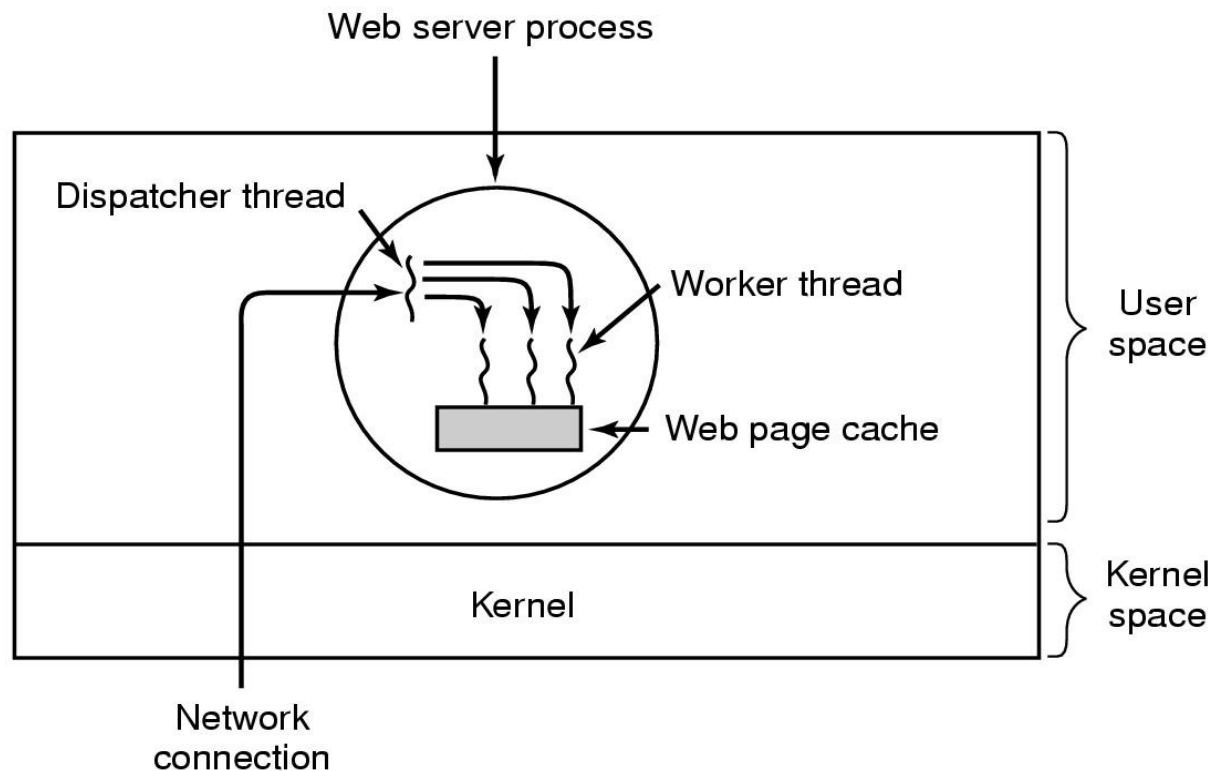 Web server process
Dispatcher thread
Worker thread
User
space
Web page cache
Kernel
Kernel
space
Network
connection